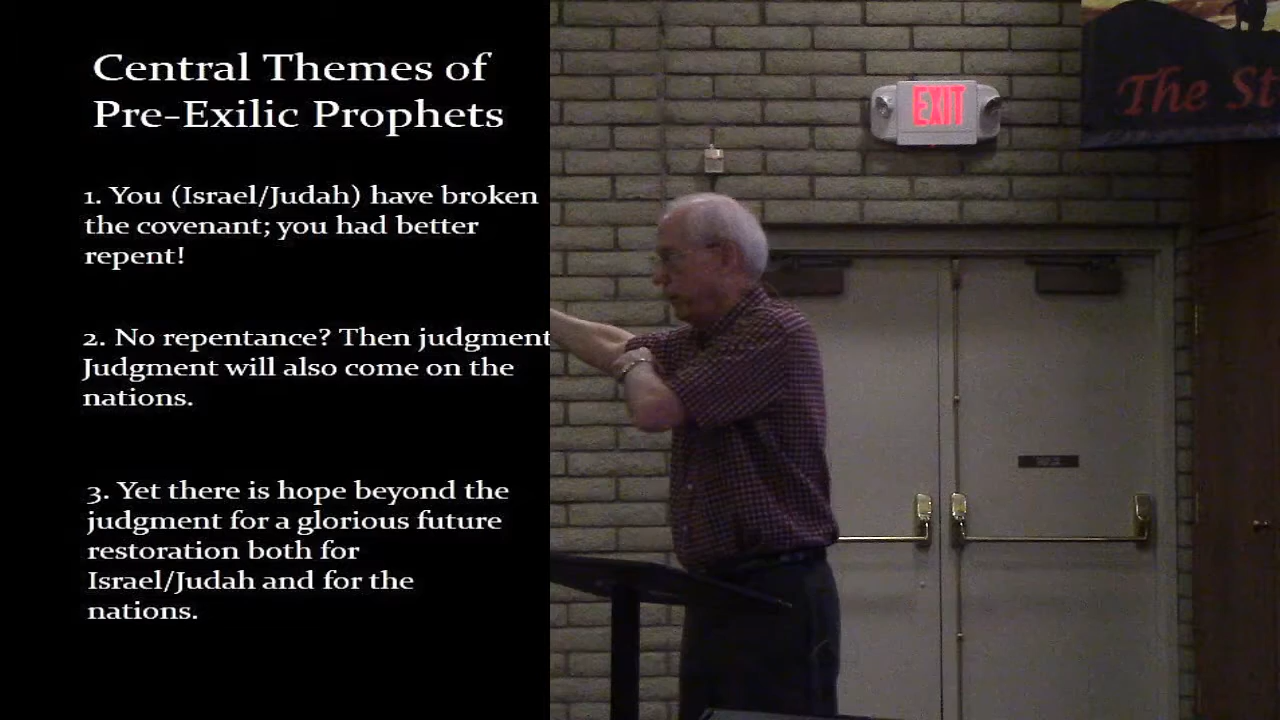 Central Themes of
Pre-Exilic Prophets
1. You (Israel/Judah) have broken
the covenant; you had better
repent!
2. No repentance? Then judgment
Judgment will also come on the
nations.
3. Yet there is hope beyond the
judgment for a glorious future
restoration both for
Israel/Judah and for the
nations.
EXIT
The St